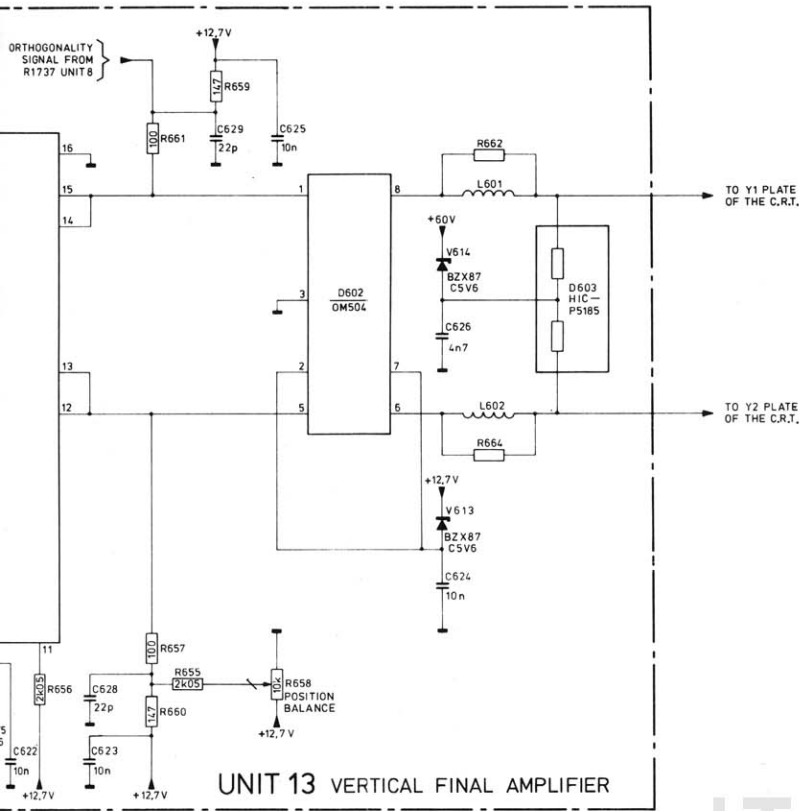 ORTHOGONALITY
SIGNAL FROM
R1737 UNIT 8
+12,7V
147
R659
100
R661
C629
22p
C625
10n
16
15
14
13
12
11
1
3
2
5
8
7
6
D602
OM504
R662
L601
TO Y1 PLATE
OF THE C.R.T.
+60V
V614
BZX87
C5V6
C626
4n7
D603
HIC-
P5185
L602
R664
TO Y2 PLATE
OF THE C.R.T.
+12,7V
V613
BZX87
C5V6
C624
10n
100
R657
R655
2k05
10k
R658
POSITION
BALANCE
+12,7V
2k05
R656
C628
22p
147
R660
C622
10n
C623
10n
+12,7V
+12,7V
UNIT 13 VERTICAL FINAL AMPLIFIER